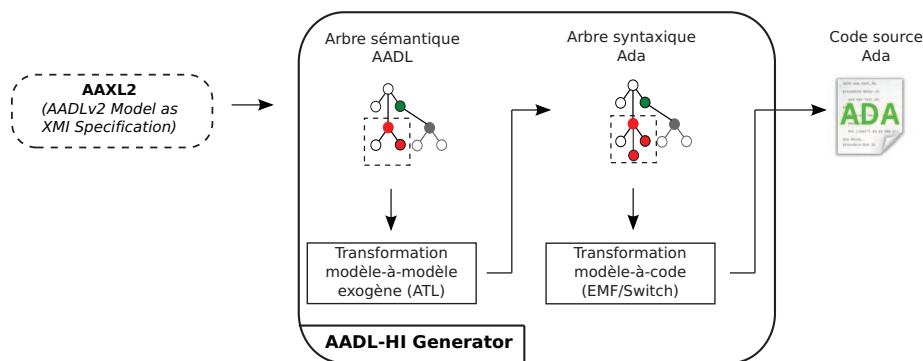 Arbre sémantique
AADL
Arbre syntaxique
Ada
Code source
Ada
AAXL2
(AADLv2 Model as
XMI Specification)
ADA
Transformation
modèle-à-modèle
exogène (ATL)
Transformation
modèle-à-code
(EMF/Switch)
AADL-HI Generator